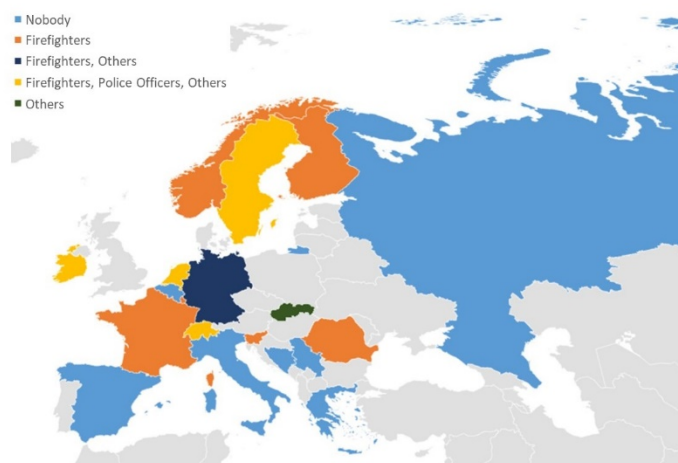 Nobody
Firefighters
Firefighters, Others
Firefighters, Police Officers, Others
Others